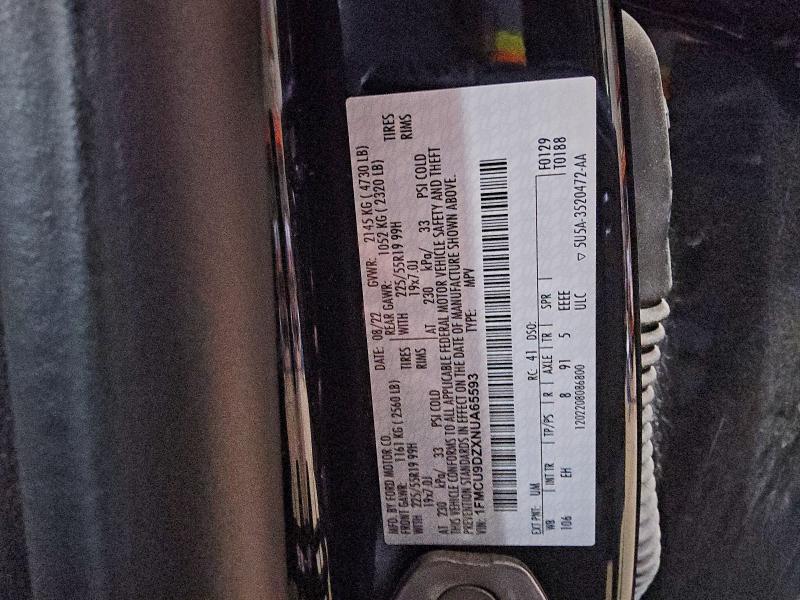 MFD. BY FORD MOTOR CO.
DATE: 08/22 GVWR: 2145 KG ( 4730 LB)
FRONT GAWR: 1161 KG ( 2560 LB) REAR GAWR: 1052 KG ( 2320 LB)
WITH 225/55R19 99H TIRES WITH 225/55R19 99H TIRES
19x7.0J RIMS 19x7.0J RIMS
AT 230 kPa/ 33 PSI COLD AT 230 kPa/ 33 PSI COLD
THIS VEHICLE CONFORMS TO ALL APPLICABLE FEDERAL MOTOR VEHICLE SAFETY AND THEFT
PREVENTION STANDARDS IN EFFECT ON THE DATE OF MANUFACTURE SHOWN ABOVE.
VIN: 1FMCU9DZXNUA65593 TYPE: MPV
EXT PNT: UM RC: 41 DSO: F0129
WB INT TR TP/PS R AXLE TR SPR T0188
106 EH 8 91 5 EEEE
1202208086800 ULC ▽ 5U5A-3520472-AA